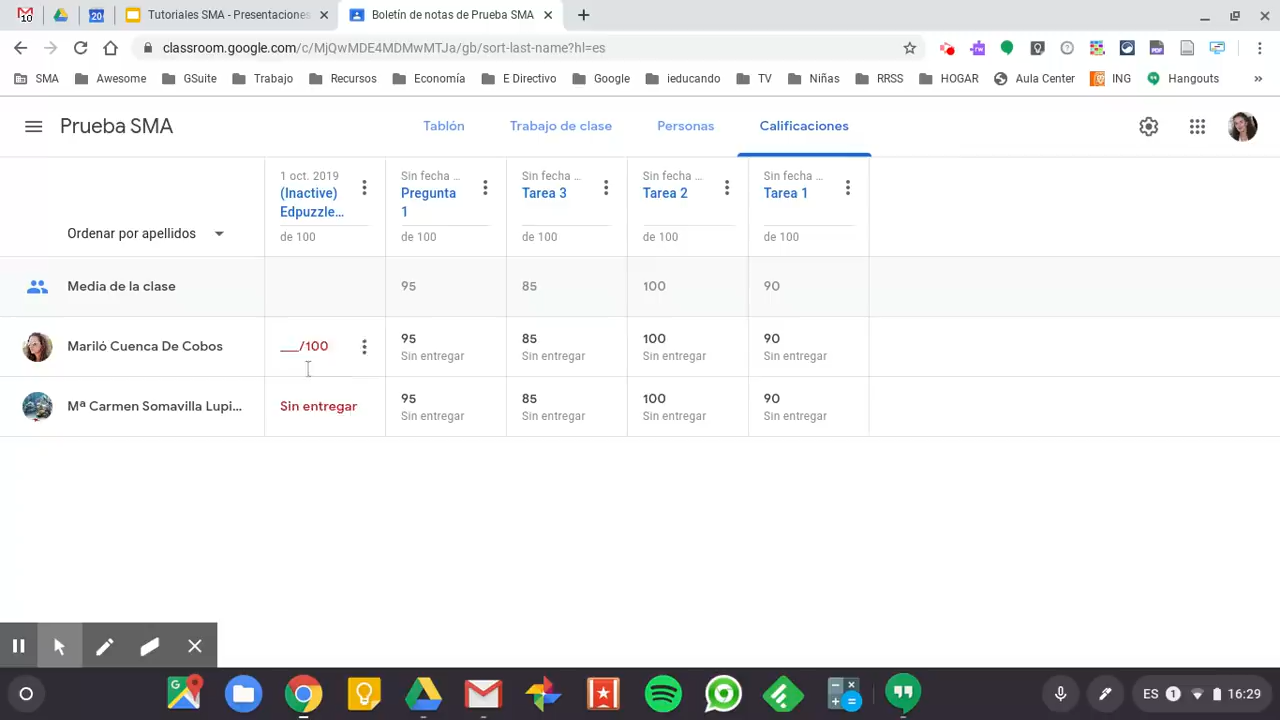 10
20
Tutoriales SMA - Presentaciones
Boletín de notas de Prueba SMA
classroom.google.com/c/MjQwMDE4MDMwMTJa/gb/sort-last-name?hl=es
SMA
Awesome
GSuite
Trabajo
Recursos
Economía
E Directivo
Google
ieducando
TV
Niñas
RRSS
HOGAR
Aula Center
ING
Hangouts
»
Prueba SMA
Tablón
Trabajo de clase
Personas
Calificaciones
Ordenar por apellidos
1 oct. 2019
(Inactive)
Edpuzzle...
de 100
Sin fecha ...
Pregunta
1
de 100
Sin fecha ...
Tarea 3
de 100
Sin fecha ...
Tarea 2
de 100
Sin fecha ...
Tarea 1
de 100
Media de la clase
95
85
100
90
Mariló Cuenca De Cobos
___/100
95
Sin entregar
85
Sin entregar
100
Sin entregar
90
Sin entregar
Mª Carmen Somavilla Lupi...
Sin entregar
95
Sin entregar
85
Sin entregar
100
Sin entregar
90
Sin entregar
ES
1
16:29